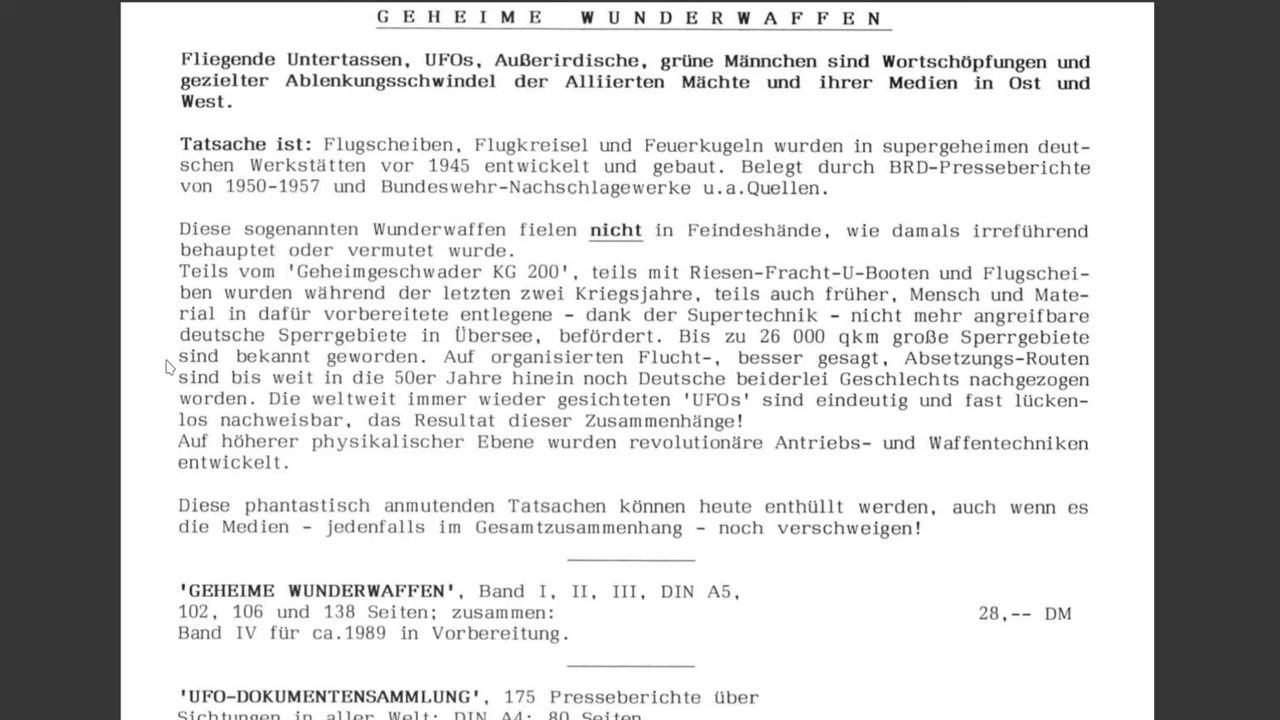 GEHEIME WUNDERWAFFEN
Fliegende Untertassen, UFOs, Außerirdische, grüne Männchen sind Wortschöpfungen und
gezielter Ablenkungsschwindel der Alliierten Mächte und ihrer Medien in Ost und
West.
Tatsache ist: Flugscheiben, Flugkreisel und Feuerkugeln wurden in supergeheimen deut-
schen Werkstätten vor 1945 entwickelt und gebaut. Belegt durch BRD-Presseberichte
von 1950-1957 und Bundeswehr-Nachschlagewerke u.a.Quellen.
Diese sogenannten Wunderwaffen fielen nicht in Feindeshände, wie damals irreführend
behauptet oder vermutet wurde.
Teils vom 'Geheimgeschwader KG 200', teils mit Riesen-Fracht-U-Booten und Flugschei-
ben wurden während der letzten zwei Kriegsjahre, teils auch früher, Mensch und Mate-
rial in dafür vorbereitete entlegene - dank der Supertechnik - nicht mehr angreifbare
deutsche Sperrgebiete in Übersee, befördert. Bis zu 26 000 qkm große Sperrgebiete
sind bekannt geworden. Auf organisierten Flucht-, besser gesagt, Absetzungs-Routen
sind bis weit in die 50er Jahre hinein noch Deutsche beiderlei Geschlechts nachgezogen
worden. Die weltweit immer wieder gesichteten 'UFOs' sind eindeutig und fast lücken-
los nachweisbar, das Resultat dieser Zusammenhänge!
Auf höherer physikalischer Ebene wurden revolutionäre Antriebs- und Waffentechniken
entwickelt.
Diese phantastisch anmutenden Tatsachen können heute enthüllt werden, auch wenn es
die Medien - jedenfalls im Gesamtzusammenhang - noch verschweigen!
'GEHEIME WUNDERWAFFEN', Band I, II, III, DIN A5,
102, 106 und 138 Seiten; zusammen: 28,-- DM
Band IV für ca.1989 in Vorbereitung.
'UFO-DOKUMENTENSAMMLUNG', 175 Presseberichte über
Sichtungen in aller Welt; DIN A4; 80 Seiten